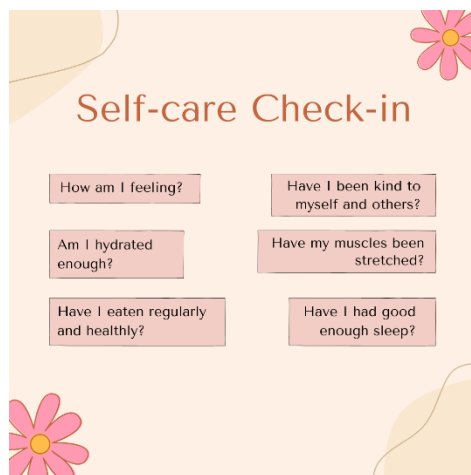 Self-care Check-in
How am I feeling?
Am I hydrated
enough?
Have I eaten regularly
and healthly?
Have I been kind to
myself and others?
Have my muscles been
stretched?
Have I had good
enough sleep?